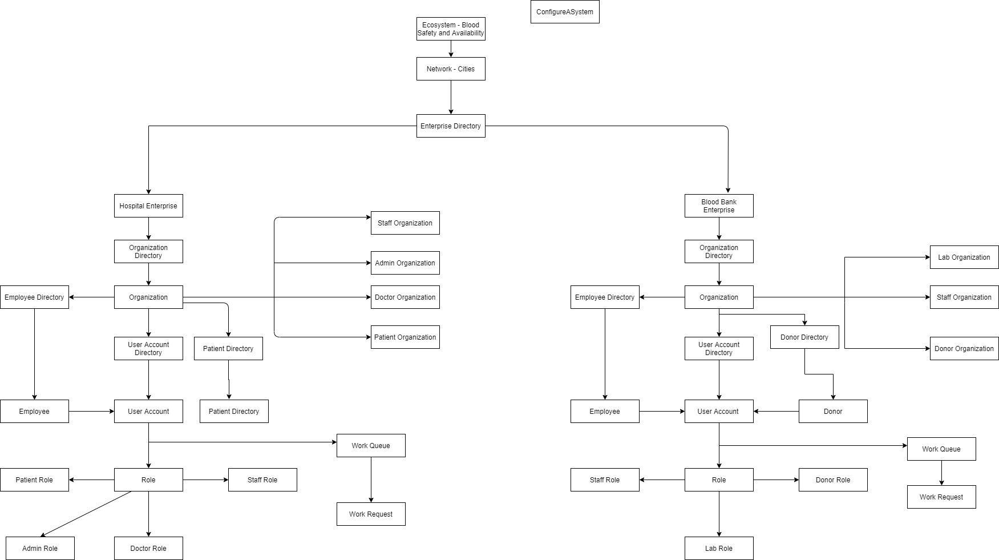 ConfigureASystem
Ecosystem - Blood
Safety and Availability
Network - Cities
Enterprise Directory
Hospital Enterprise
Blood Bank
Enterprise
Staff Organization
Organization
Directory
Admin Organization
Organization
Directory
Lab Organization
Employee Directory
Organization
Doctor Organization
Employee Directory
Organization
Staff Organization
User Account
Directory
Patient Directory
Patient Organization
User Account
Directory
Donor Directory
Donor Organization
Employee
User Account
Patient Directory
Employee
User Account
Donor
Work Queue
Work Queue
Patient Role
Role
Staff Role
Staff Role
Role
Donor Role
Work Request
Work Request
Admin Role
Doctor Role
Lab Role